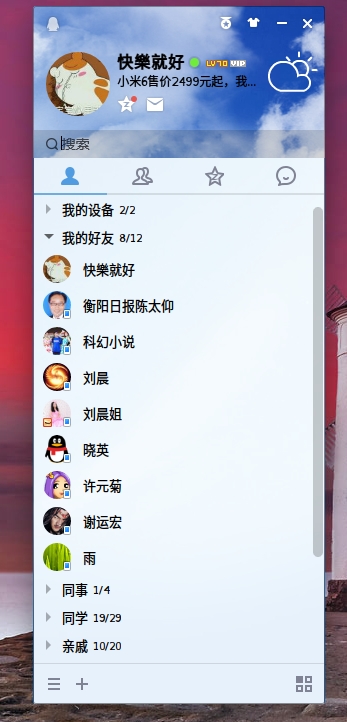 快樂就好 LV70 VIP
小米6售价2499元起，我...
搜索
我的设备 2/2
我的好友 8/12
快樂就好
衡阳日报陈太仰
科幻小说
刘晨
刘晨姐
晓英
许元菊
谢运宏
雨
同事 1/4
同学 19/29
亲戚 10/20